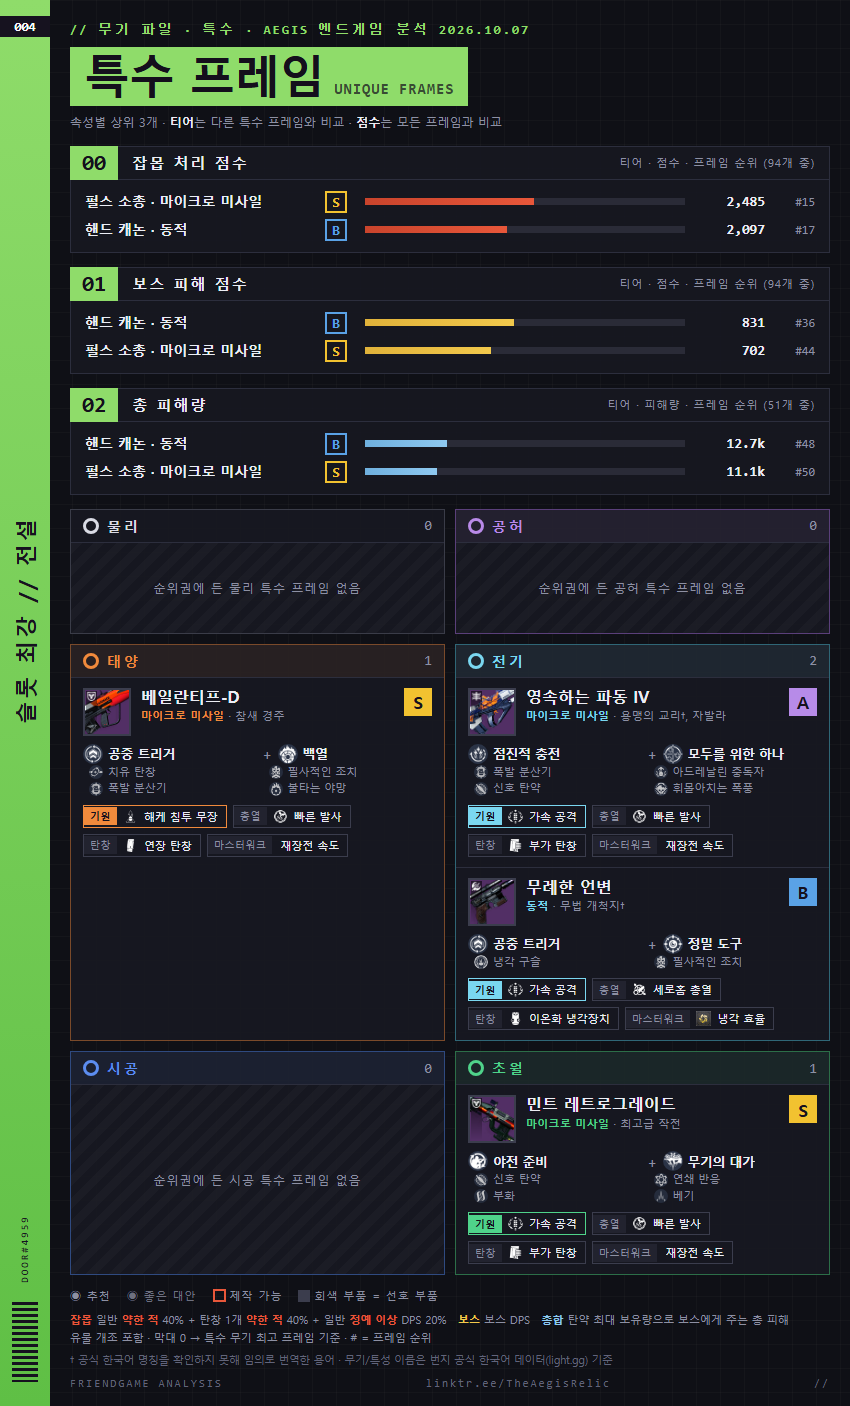 004
// 무기 파일 · 특수 · AEGIS 엔드게임 분석 2026.10.07
특수 프레임 UNIQUE FRAMES
속성별 상위 3개 · 티어는 다른 특수 프레임과 비교 · 점수는 모든 프레임과 비교
00 잡몹 처리 점수 티어 · 점수 · 프레임 순위 (94개 중)
펄스 소총 · 마이크로 미사일 S 2,485 #15
핸드 캐논 · 동적 B 2,097 #17
01 보스 피해 점수 티어 · 점수 · 프레임 순위 (94개 중)
핸드 캐논 · 동적 B 831 #36
펄스 소총 · 마이크로 미사일 S 702 #44
02 총 피해량 티어 · 피해량 · 프레임 순위 (51개 중)
핸드 캐논 · 동적 B 12.7k #48
펄스 소총 · 마이크로 미사일 S 11.1k #50
물리 0
순위권에 든 물리 특수 프레임 없음
공허 0
순위권에 든 공허 특수 프레임 없음
태양 1
베일란티프-D S
마이크로 미사일 · 참새 경주
공중 트리거 + 백열
치유 탄창 필사적인 조치
폭발 분산기 불타는 야망
기원 해케 침투 무장 총열 빠른 발사
탄창 연장 탄창 마스터워크 재장전 속도
전기 2
영속하는 파동 IV A
마이크로 미사일 · 용맹의 교리†, 자발라
점진적 충전 + 모두를 위한 하나
폭발 분산기 아드레날린 중독자
신호 탄약 휘몰아치는 폭풍
기원 가속 공격 총열 빠른 발사
탄창 부가 탄창 마스터워크 재장전 속도
무례한 언변 B
동적 · 무법 개척지†
공중 트리거 + 정밀 도구
냉각 구슬 필사적인 조치
기원 가속 공격 총열 세로홈 총열
탄창 이온화 냉각장치 마스터워크 냉각 효율
시공 0
순위권에 든 시공 특수 프레임 없음
초월 1
민트 레트로그레이드 S
마이크로 미사일 · 최고급 작전
야전 준비 + 무기의 대가
신호 탄약 연쇄 반응
부화 베기
기원 가속 공격 총열 빠른 발사
탄창 부가 탄창 마스터워크 재장전 속도
추천 좋은 대안 제작 가능 회색 부품 = 선호 부품
잡몹 일반 약한 적 40% + 탄창 1개 약한 적 40% + 일반 정예 이상 DPS 20% 보스 보스 DPS 총합 탄약 최대 보유량으로 보스에게 주는 총 피해
유물 개조 포함 · 막대 0 → 특수 무기 최고 프레임 기준 · # = 프레임 순위
† 공식 한국어 명칭을 확인하지 못해 임의로 번역한 용어 · 무기/특성 이름은 번지 공식 한국어 데이터(light.gg) 기준
FRIENDGAME ANALYSIS linktr.ee/TheAegisRelic //
슬롯 최강 // 전설
DOOR#4959